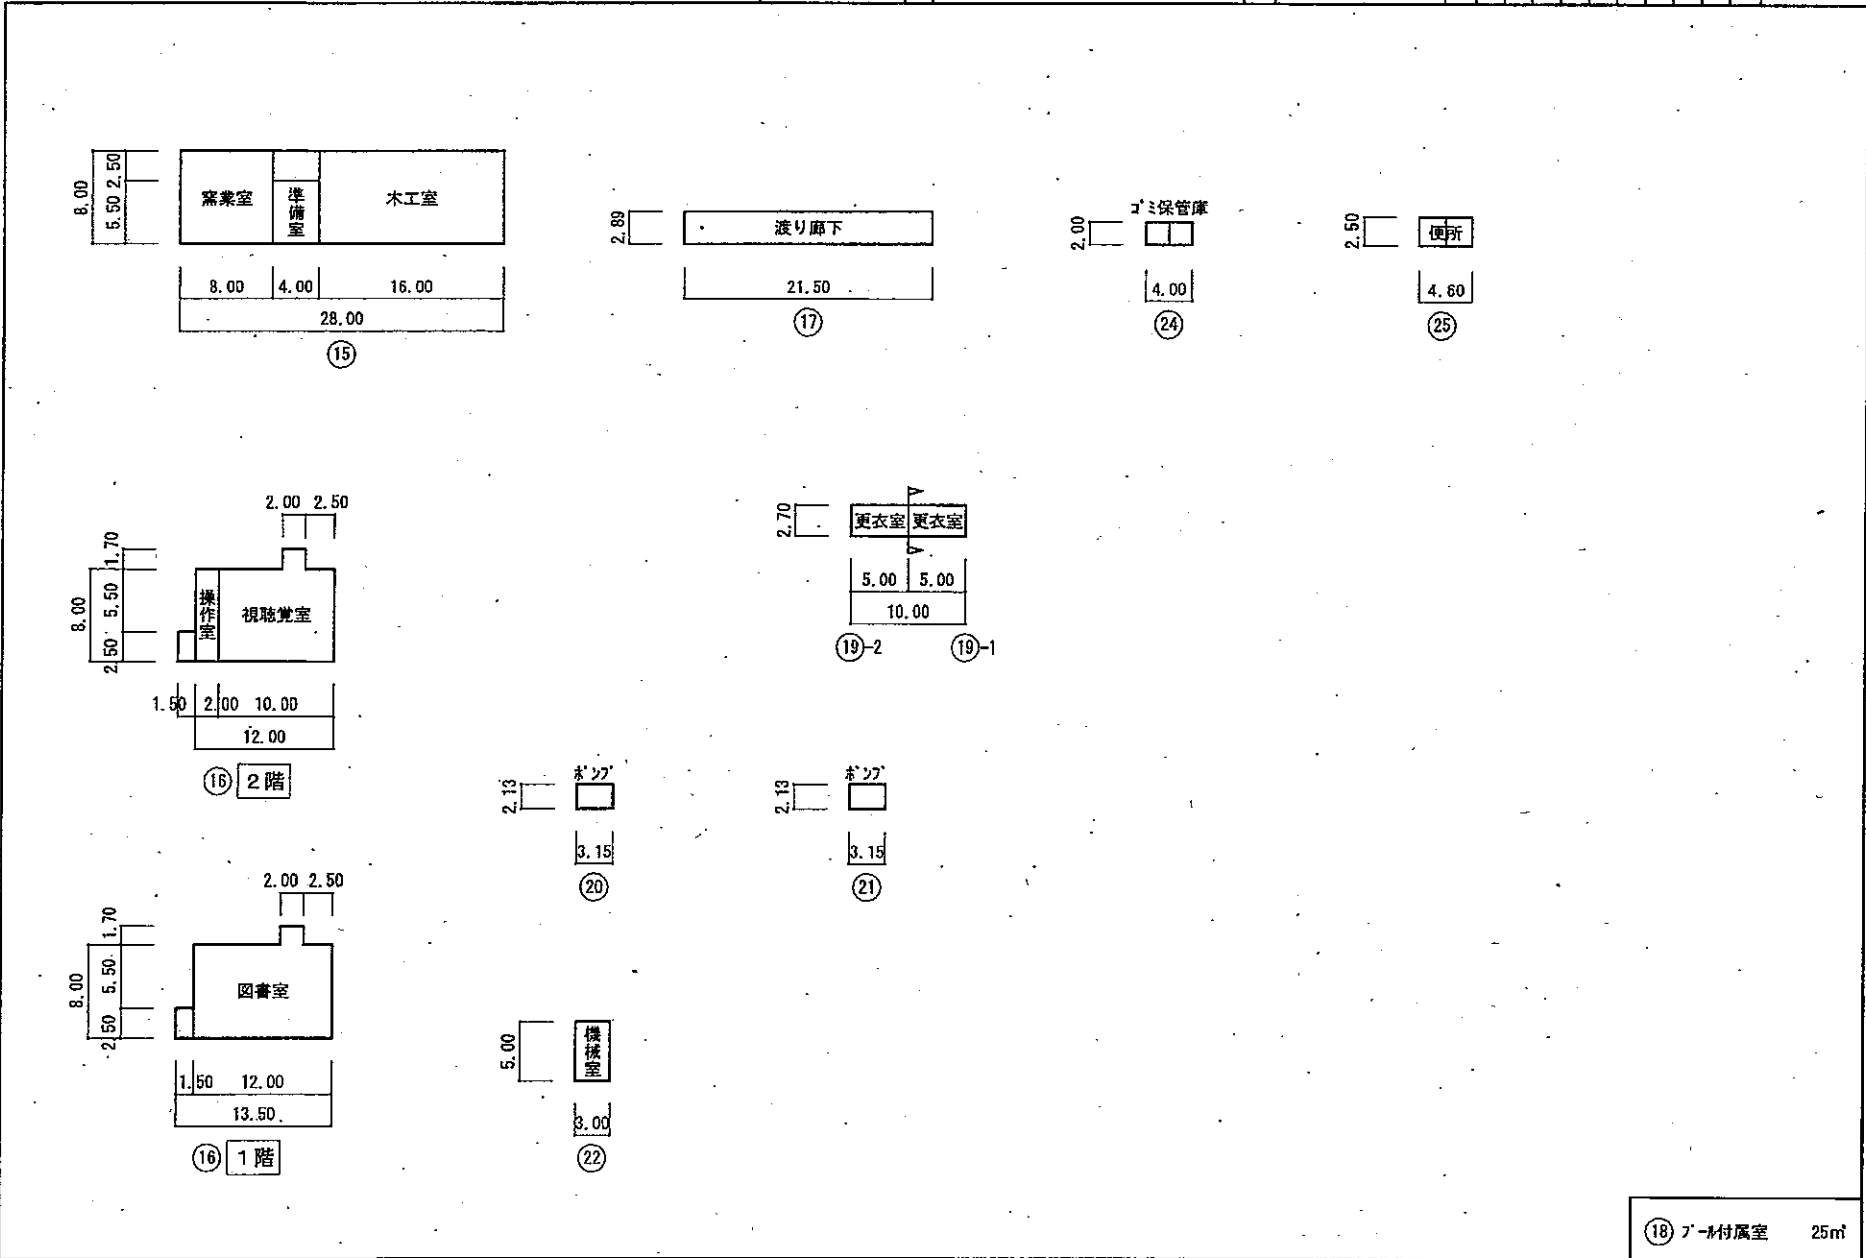 8.00
5.50 2.50
窯業室
準備室
木工室
8.00 4.00 16.00
28.00
⑮
2.89
渡り廊下
21.50
⑰
ゴミ保管庫
2.00
4.00
㉔
2.50
便所
4.60
㉕
2.00 2.50
8.00
2.50 5.50 1.70
操作室
視聴覚室
1.50 2.00 10.00
12.00
⑯ 2階
2.70
更衣室 更衣室
5.00 5.00
10.00
⑲-2 ⑲-1
ポンプ
2.13
3.15
⑳
ポンプ
2.13
3.15
㉑
2.00 2.50
8.00
2.50 5.50 1.70
図書室
1.50 12.00
13.50
⑯ 1階
5.00
機械室
3.00
㉒
⑱ プール付属室 25㎡